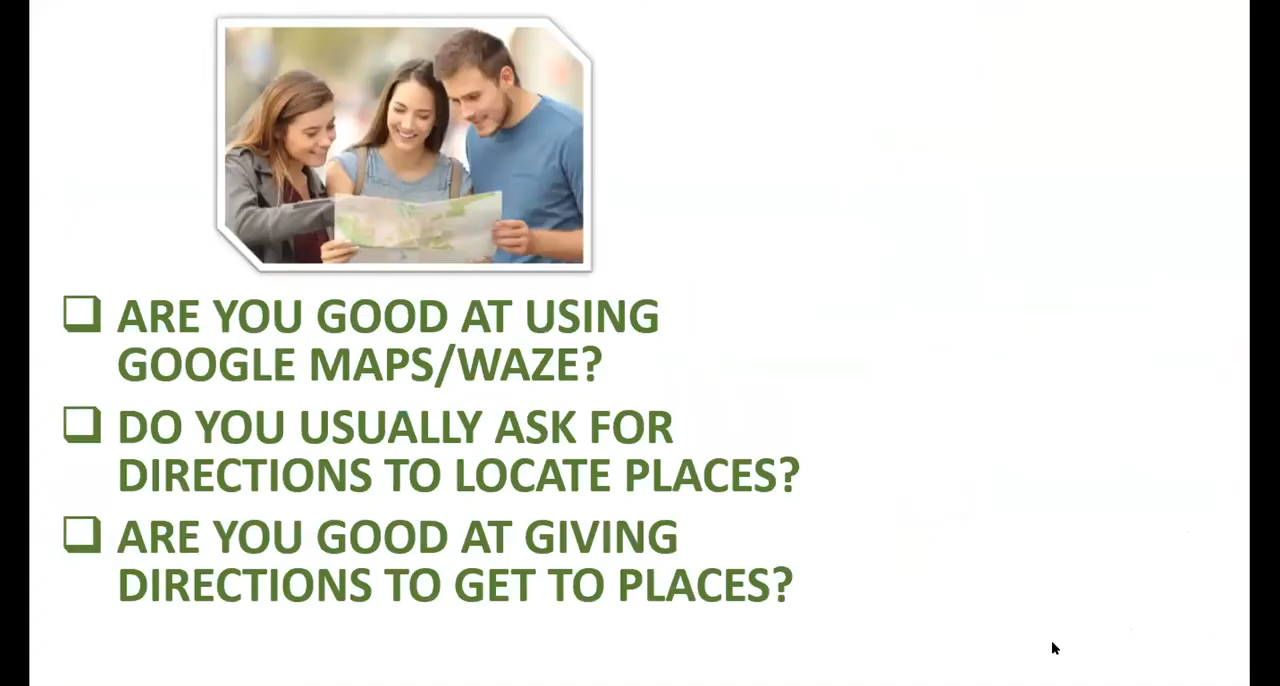 ARE YOU GOOD AT USING
GOOGLE MAPS/WAZE?
DO YOU USUALLY ASK FOR
DIRECTIONS TO LOCATE PLACES?
ARE YOU GOOD AT GIVING
DIRECTIONS TO GET TO PLACES?